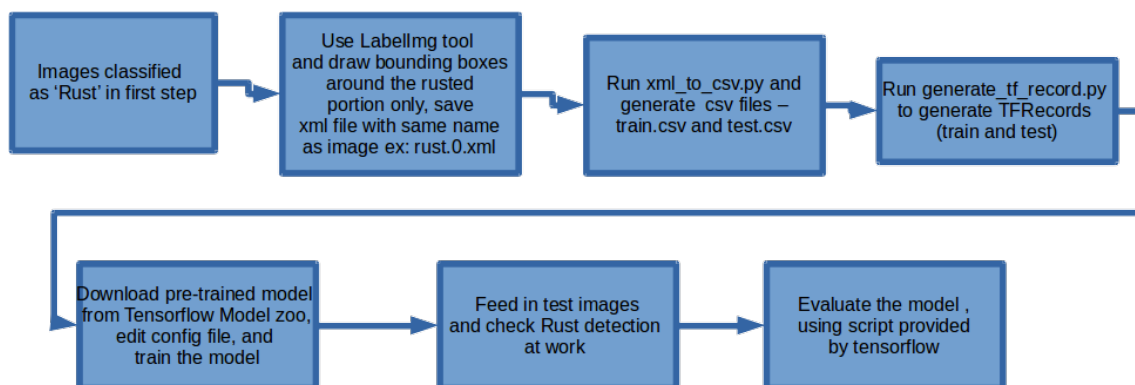 Images classified
as ‘Rust’ in first step
Use LabelImg tool
and draw bounding boxes
around the rusted
portion only, save
xml file with same name
as image ex: rust.0.xml
Run xml_to_csv.py and
generate csv files –
train.csv and test.csv
Run generate_tf_record.py
to generate TFRecords
(train and test)
Download pre-trained model
from Tensorflow Model zoo,
edit config file, and
train the model
Feed in test images
and check Rust detection
at work
Evaluate the model ,
using script provided
by tensorflow